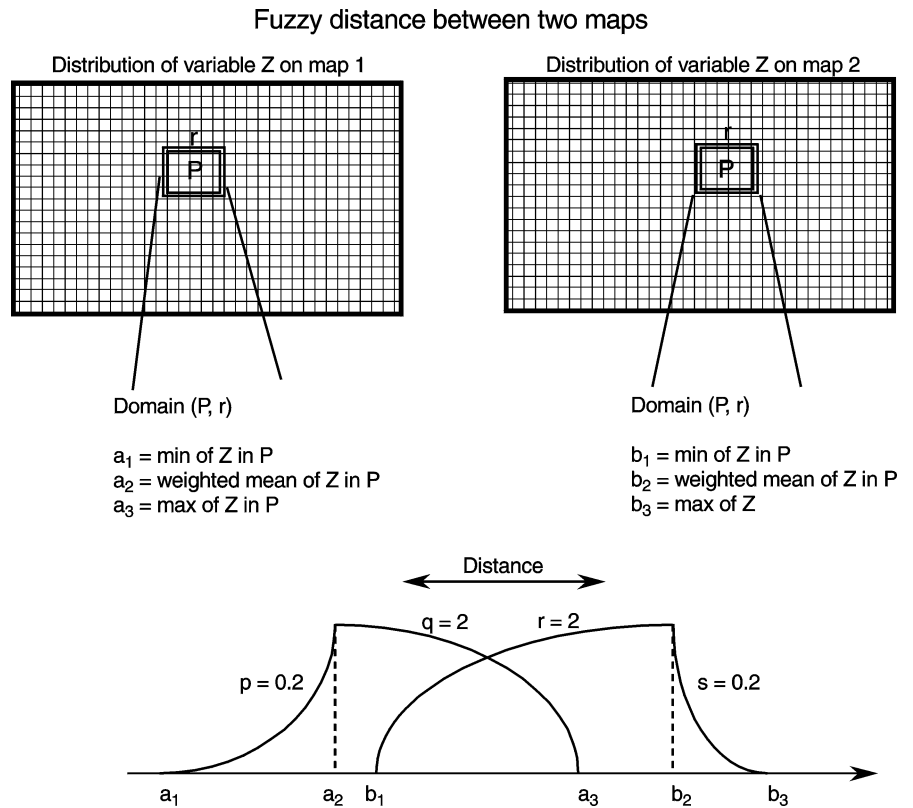 Fuzzy distance between two maps
Distribution of variable Z on map 1
r
P
Domain (P, r)
a₁ = min of Z in P
a₂ = weighted mean of Z in P
a₃ = max of Z in P
Distribution of variable Z on map 2
r
P
Domain (P, r)
b₁ = min of Z in P
b₂ = weighted mean of Z in P
b₃ = max of Z
Distance
q = 2
r = 2
p = 0.2
s = 0.2
a₁
a₂
b₁
a₃
b₂
b₃